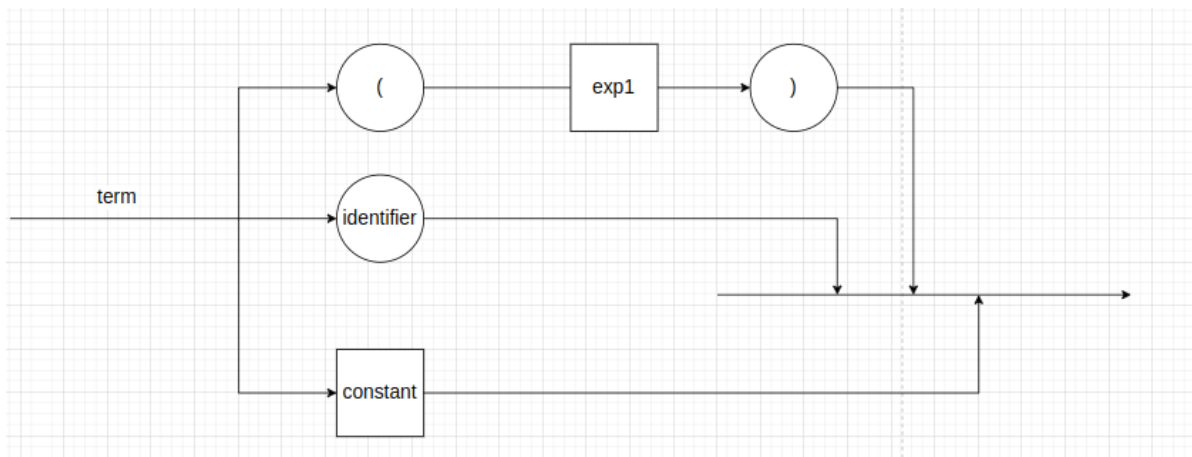 ( exp1 )
term
identifier
constant